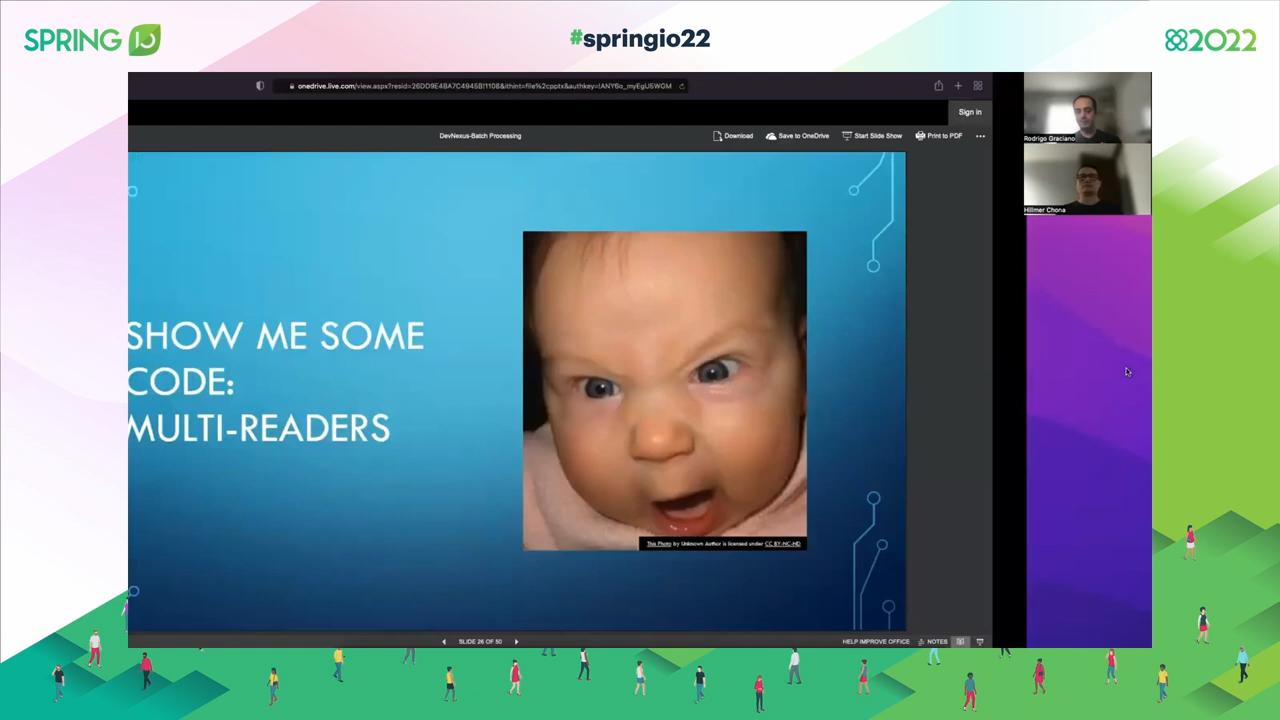 SPRING IO
#springio22
2022
onedrive.live.com/view.aspx?resid=26DD9E4BA7C4945B!1108&ithint=file%2cpptx&authkey=!ANY6o_myEgU5WGM
Sign in
DevNexus-Batch Processing
Download
Save to OneDrive
Start Slide Show
Print to PDF
Rodrigo Graciano
Hillmer Chona
SHOW ME SOME
CODE:
MULTI-READERS
This Photo by Unknown Author is licensed under CC BY-NC-ND
SLIDE 26 OF 50
HELP IMPROVE OFFICE
NOTES